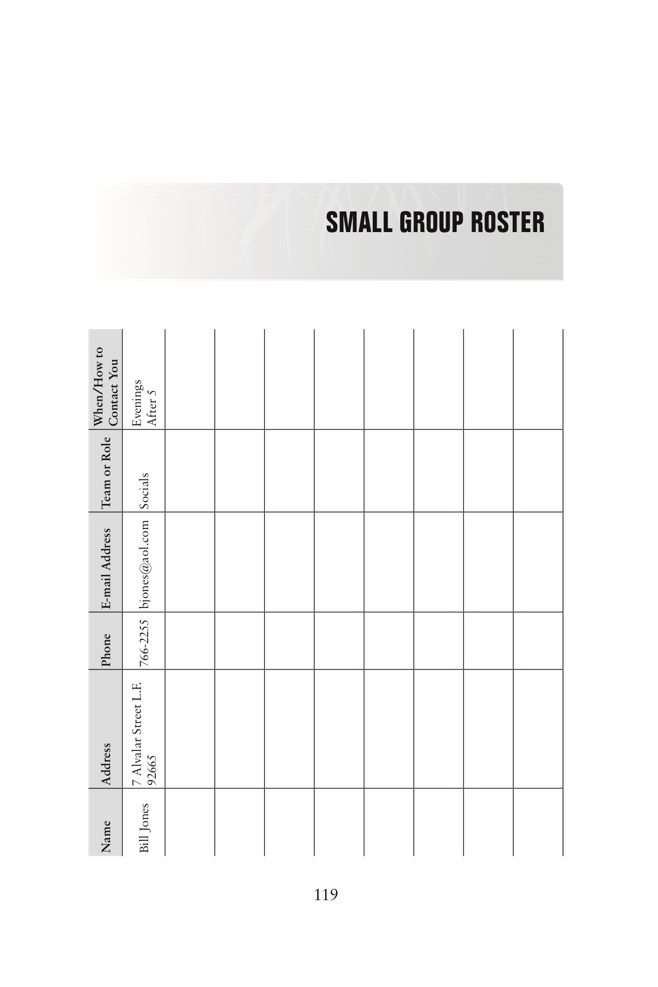 SMALL GROUP ROSTER
Name
Address
Phone
E-mail Address
Team or Role
When/How to
Contact You
Bill Jones
7 Alvalar Street L.F.
92665
766-2255
bjones@aol.com
Socials
Evenings
After 5
119